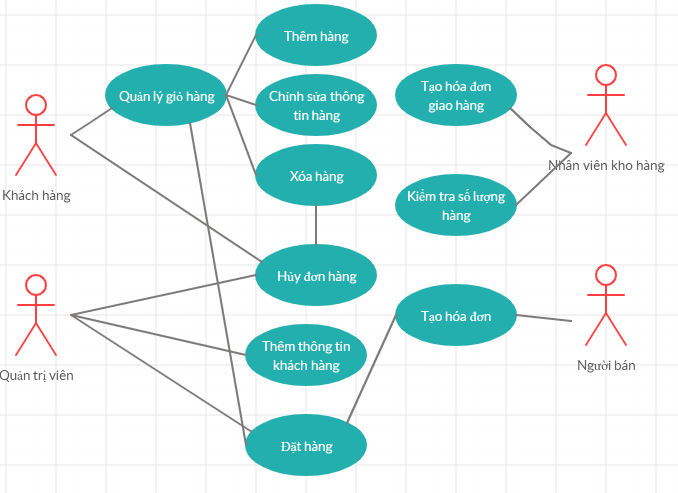 Thêm hàng
Quản lý giỏ hàng
Chỉnh sửa thông
tin hàng
Tạo hóa đơn
giao hàng
Nhân viên kho hàng
Khách hàng
Xóa hàng
Kiểm tra số lượng
hàng
Hủy đơn hàng
Tạo hóa đơn
Thêm thông tin
khách hàng
Quản trị viên
Người bán
Đặt hàng